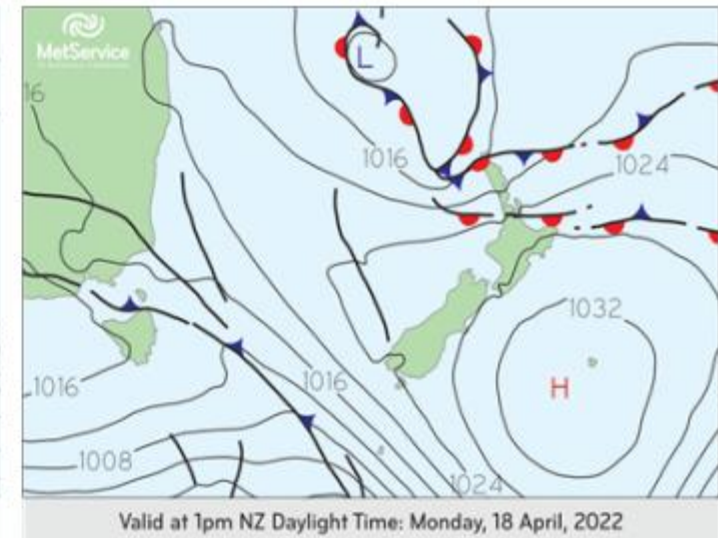 MetService
16
L
1016
1024
1032
H
1016
1016
1008
1024
Valid at 1pm NZ Daylight Time: Monday, 18 April, 2022